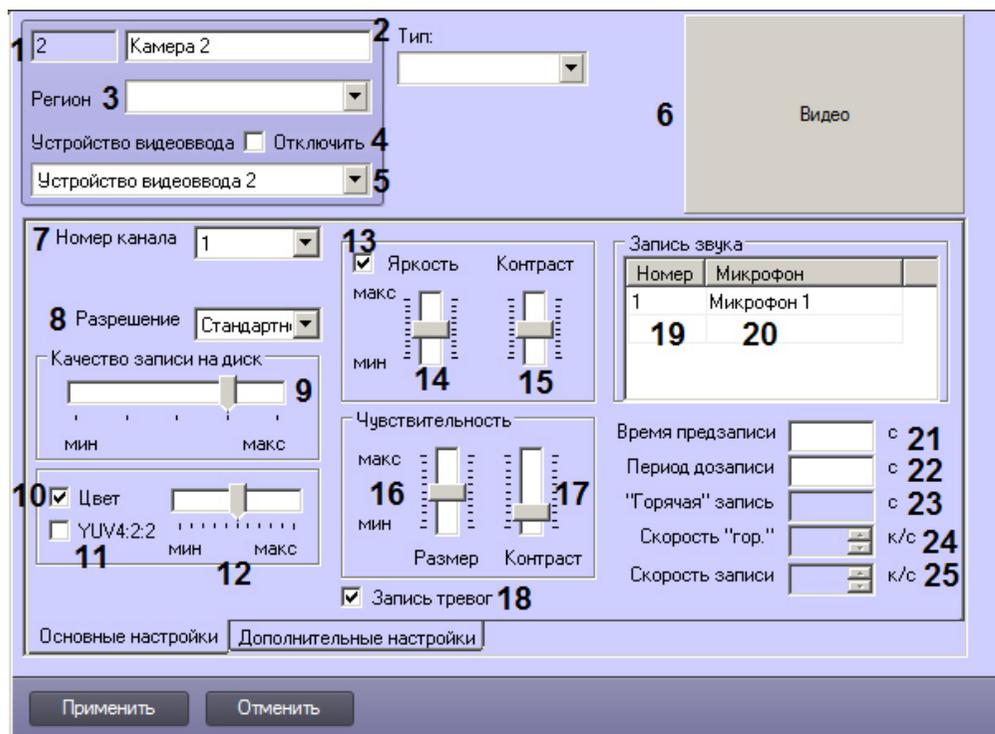 1 2 Камера 2 2 Тип:
Регион 3
Устройство видеоввода Отключить 4
Устройство видеоввода 2 5
6 Видео
7 Номер канала 1
8 Разрешение Стандартн
Качество записи на диск
9
мин макс
10 Цвет
11 YUV4:2:2
мин макс
12
13 Яркость Контраст
макс
мин
14 15
Чувствительность
макс
16 17
мин
Размер Контраст
Запись тревог 18
Запись звука
Номер Микрофон
1 Микрофон 1
19 20
Время предзаписи с 21
Период дозаписи с 22
"Горячая" запись с 23
Скорость "гор." к/с 24
Скорость записи к/с 25
Основные настройки Дополнительные настройки
Применить Отменить